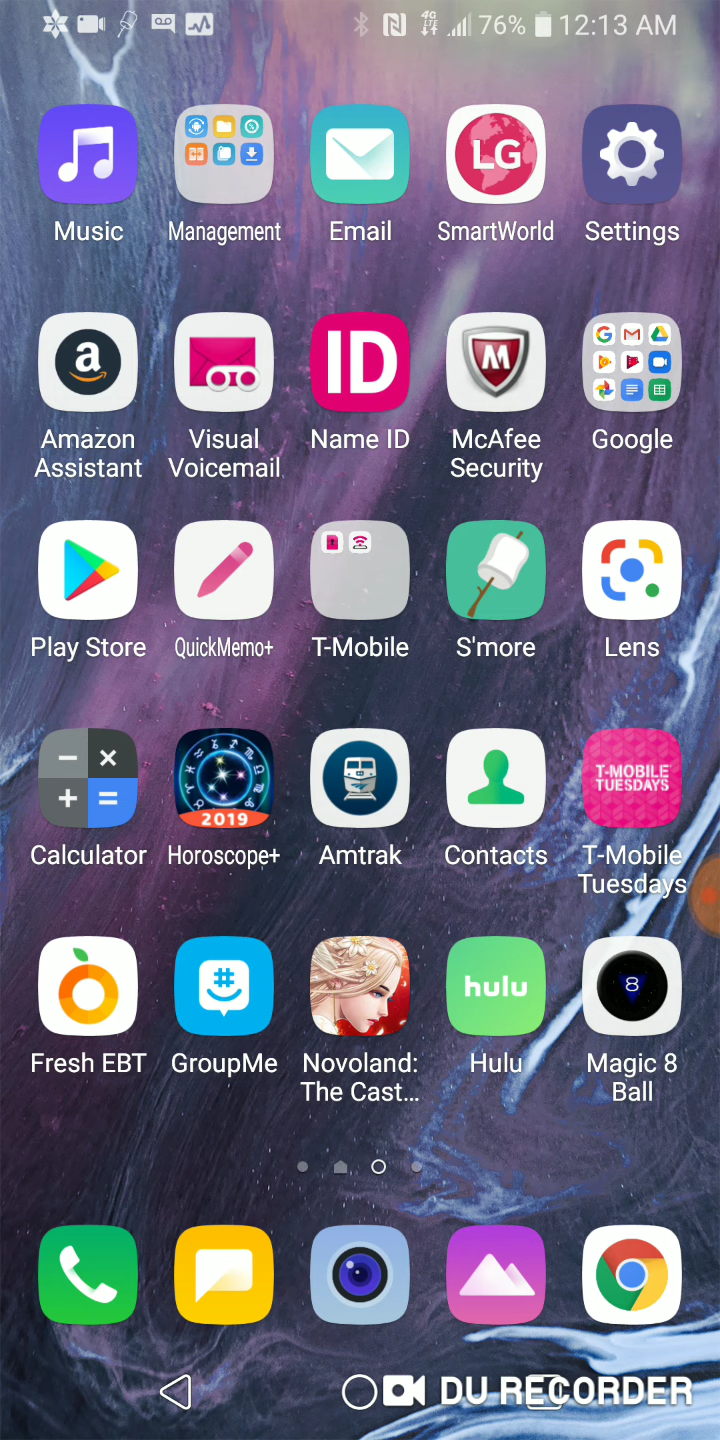 4G
LTE
76%
12:13 AM
LG
Music
Management
Email
SmartWorld
Settings
a
ID
M
Amazon
Assistant
Visual
Voicemail
Name ID
McAfee
Security
Google
Play Store
QuickMemo+
T-Mobile
S'more
Lens
2019
T-MOBILE
TUESDAYS
Calculator
Horoscope+
Amtrak
Contacts
T-Mobile
Tuesdays
#
hulu
8
Fresh EBT
GroupMe
Novoland:
The Cast...
Hulu
Magic 8
Ball
DU RECORDER